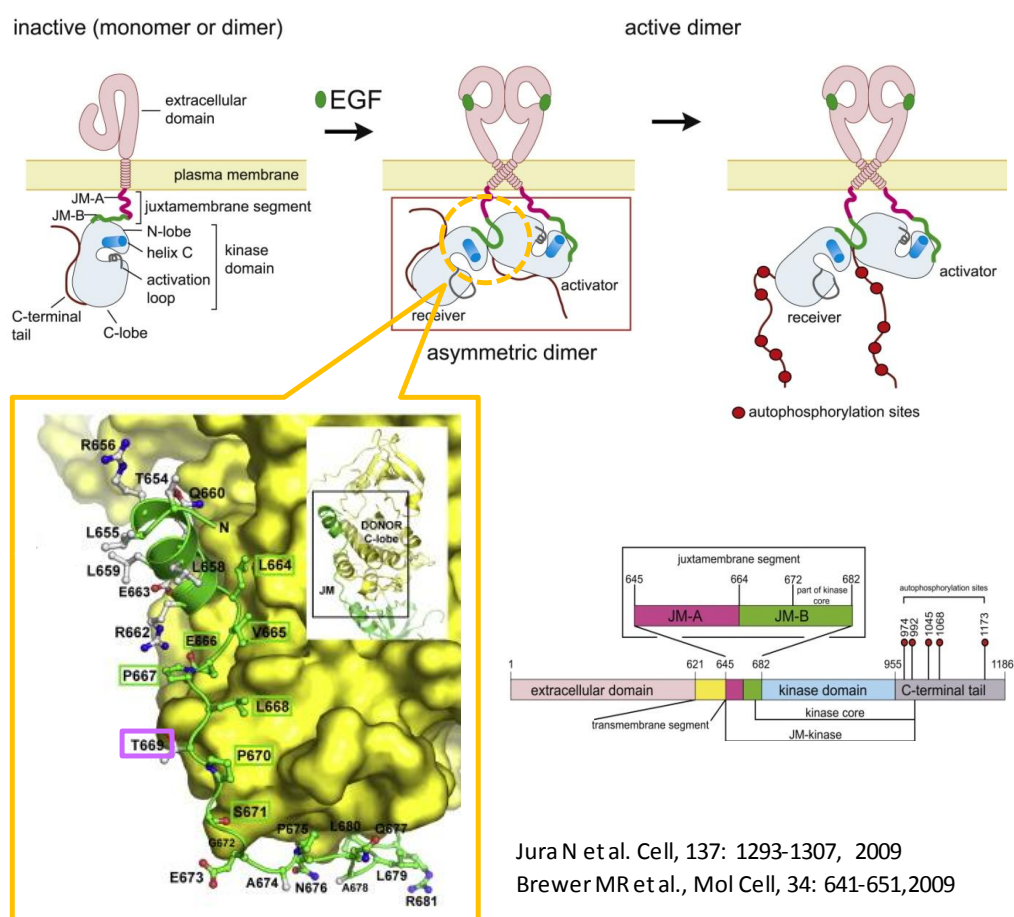 inactive (monomer or dimer)
active dimer
extracellular
domain
EGF
plasma membrane
JM-A
JM-B
juxtamembrane segment
N-lobe
helix C
activation
loop
kinase
domain
C-terminal
tail
C-lobe
receiver
activator
asymmetric dimer
receiver
activator
autophosphorylation sites
R656
T654
Q660
N
L655
L659
L658
L664
E663
R662
E666
V665
P667
L668
T669
P670
S671
G672
E673
A674
P675
N676
L680
Q677
A678
L679
R681
DONOR
C-lobe
JM
juxtamembrane segment
645
664
672
682
part of kinase
core
JM-A
JM-B
autophosphorylation sites
974
992
1045
1068
1173
1
621
645
682
955
1186
extracellular domain
kinase domain
C-terminal tail
transmembrane segment
kinase core
JM-kinase
Jura N et al. Cell, 137: 1293-1307, 2009
Brewer MR et al., Mol Cell, 34: 641-651,2009